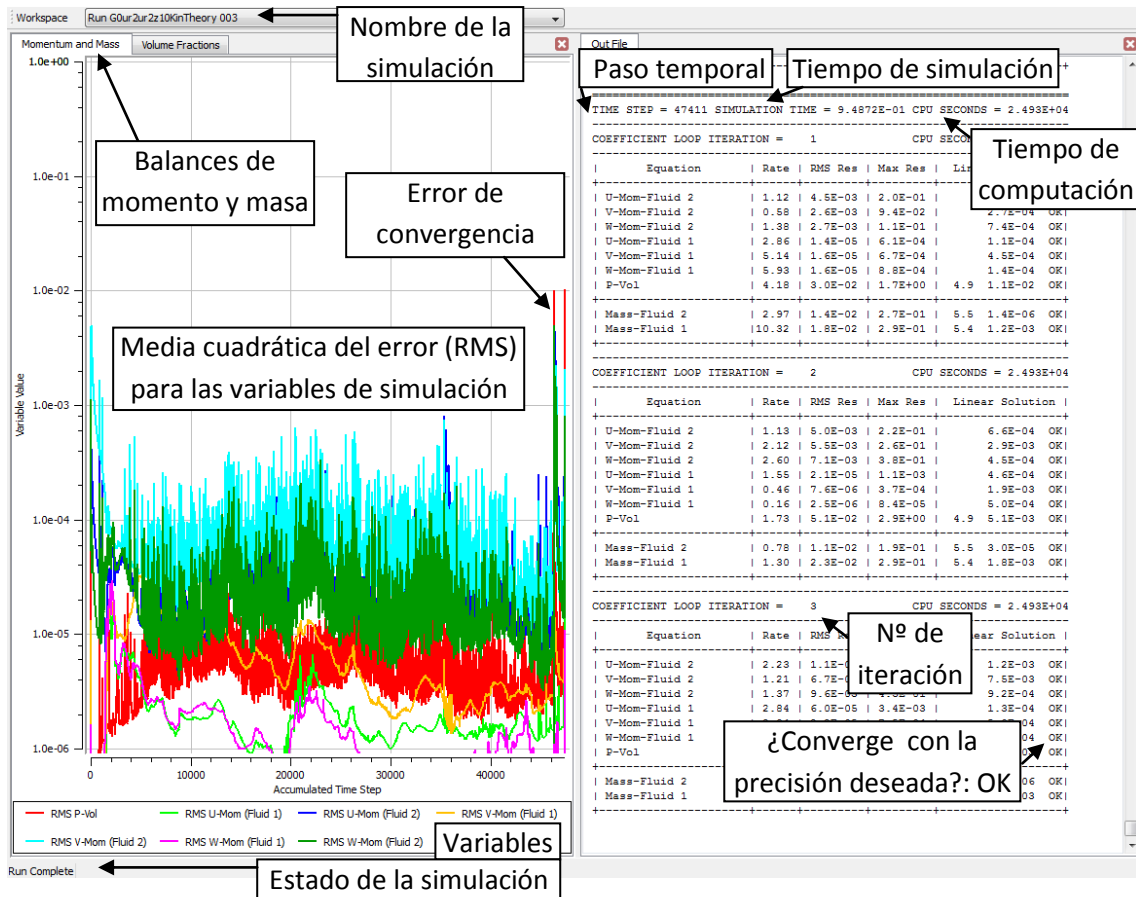 Workspace Run G0ur2ur2z10KinTheory 003
Nombre de la
simulación
Momentum and Mass Volume Fractions
1.0e+00
1.0e-01
1.0e-02
1.0e-03
1.0e-04
1.0e-05
1.0e-06
Variable Value
0 10000 20000 30000 40000
Accumulated Time Step
Balances de
momento y masa
Error de
convergencia
Media cuadrática del error (RMS)
para las variables de simulación
RMS P-Vol RMS U-Mom (Fluid 1) RMS U-Mom (Fluid 2) RMS V-Mom (Fluid 1)
RMS V-Mom (Fluid 2) RMS W-Mom (Fluid 1) RMS W-Mom (Fluid 2)
Variables
Run Complete
Estado de la simulación
Out File
Paso temporal Tiempo de simulación
TIME STEP = 47411 SIMULATION TIME = 9.4872E-01 CPU SECONDS = 2.493E+04
COEFFICIENT LOOP ITERATION = 1 CPU
Tiempo de
computación
| Equation | Rate | RMS Res | Max Res |
| U-Mom-Fluid 2 | 1.12 | 4.5E-03 | 2.0E-01 |
| V-Mom-Fluid 2 | 0.58 | 2.6E-03 | 9.4E-02 | 2.7E-04 OK|
| W-Mom-Fluid 2 | 1.38 | 2.7E-03 | 1.1E-01 | 7.4E-04 OK|
| U-Mom-Fluid 1 | 2.86 | 1.4E-05 | 6.1E-04 | 1.1E-04 OK|
| V-Mom-Fluid 1 | 5.14 | 1.6E-05 | 6.7E-04 | 4.5E-04 OK|
| W-Mom-Fluid 1 | 5.93 | 1.6E-05 | 8.8E-04 | 1.4E-04 OK|
| P-Vol | 4.18 | 3.0E-02 | 1.7E+00 | 4.9 1.1E-02 OK|
| Mass-Fluid 2 | 2.97 | 1.4E-02 | 2.7E-01 | 5.5 1.4E-06 OK|
| Mass-Fluid 1 |10.32 | 1.8E-02 | 2.9E-01 | 5.4 1.2E-03 OK|
COEFFICIENT LOOP ITERATION = 2 CPU SECONDS = 2.493E+04
| Equation | Rate | RMS Res | Max Res | Linear Solution |
| U-Mom-Fluid 2 | 1.13 | 5.0E-03 | 2.2E-01 | 6.6E-04 OK|
| V-Mom-Fluid 2 | 2.12 | 5.5E-03 | 2.6E-01 | 2.9E-03 OK|
| W-Mom-Fluid 2 | 2.60 | 7.1E-03 | 3.8E-01 | 4.5E-04 OK|
| U-Mom-Fluid 1 | 1.55 | 2.1E-05 | 1.1E-03 | 4.6E-04 OK|
| V-Mom-Fluid 1 | 0.46 | 7.6E-06 | 3.7E-04 | 1.9E-03 OK|
| W-Mom-Fluid 1 | 0.16 | 2.5E-06 | 8.4E-05 | 5.0E-04 OK|
| P-Vol | 1.73 | 5.1E-02 | 2.9E+00 | 4.9 5.1E-03 OK|
| Mass-Fluid 2 | 0.78 | 1.1E-02 | 1.9E-01 | 5.5 3.0E-05 OK|
| Mass-Fluid 1 | 1.30 | 2.3E-02 | 2.9E-01 | 5.4 1.8E-03 OK|
COEFFICIENT LOOP ITERATION = 3 CPU SECONDS = 2.493E+04
Nº de
iteración
| Equation | Rate | RMS Solution |
| U-Mom-Fluid 2 | 2.23 | 1.2E-03 OK|
| V-Mom-Fluid 2 | 1.21 | 7.5E-03 OK|
| W-Mom-Fluid 2 | 1.37 | 9.2E-04 OK|
| U-Mom-Fluid 1 | 2.84 | 6.0E-05 | 3.4E-03 | 1.3E-04 OK|
| V-Mom-Fluid 1 OK|
| W-Mom-Fluid 1 OK|
| P-Vol OK|
¿Converge con la
precisión deseada?: OK
| Mass-Fluid 2 OK|
| Mass-Fluid 1 OK|